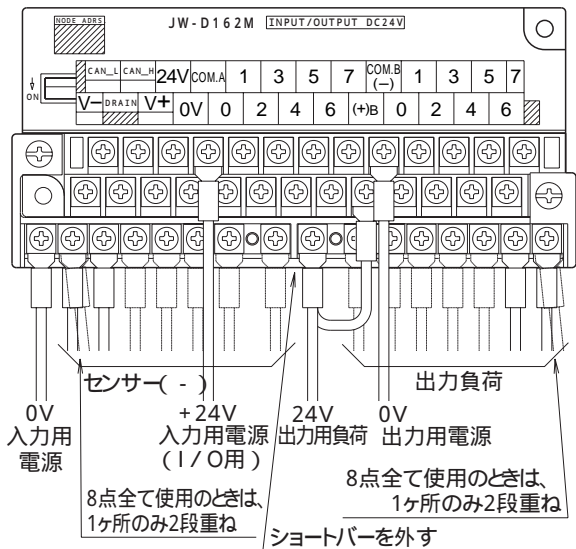 NODE ADRS
JW-D162M INPUT/OUTPUT DC24V
ON
CAN_L CAN_H 24V COM.A 1 3 5 7 COM.B (−) 1 3 5 7
V− DRAIN V+ 0V 0 2 4 6 (+)B 0 2 4 6
センサー( - )
出力負荷
0V
入力用
電源
+24V
入力用電源
(I/O用)
24V
出力用負荷
0V
出力用電源
8点全て使用のときは、
1ヶ所のみ2段重ね
8点全て使用のときは、
1ヶ所のみ2段重ね
ショートバーを外す